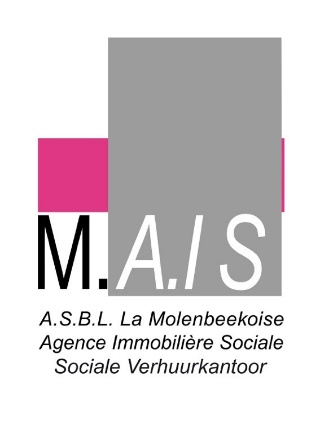 M.A.I S
A.S.B.L. La Molenbeekoise
Agence Immobilière Sociale
Sociale Verhuurkantoor